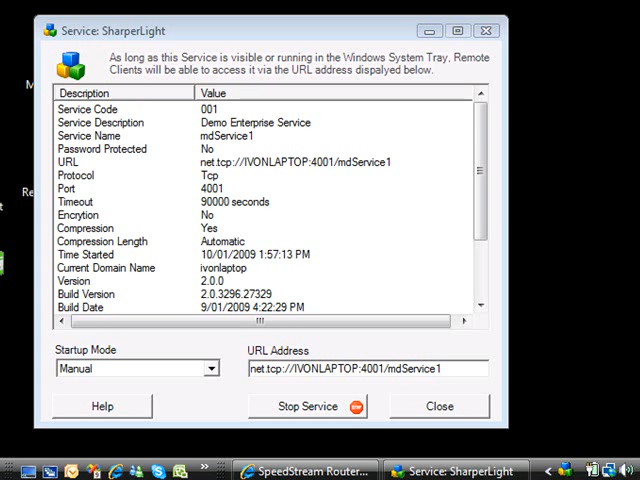 Service: SharperLight
As long as this Service is visible or running in the Windows System Tray, Remote
Clients will be able to access it via the URL address dispalyed below.
Description Value
Service Code 001
Service Description Demo Enterprise Service
Service Name mdService1
Password Protected No
URL net.tcp://IVONLAPTOP:4001/mdService1
Protocol Tcp
Port 4001
Timeout 90000 seconds
Encrytion No
Compression Yes
Compression Length Automatic
Time Started 10/01/2009 1:57:13 PM
Current Domain Name ivonlaptop
Version 2.0.0
Build Version 2.0.3296.27329
Build Date 9/01/2009 4:22:29 PM
Startup Mode URL Address
Manual net.tcp://IVONLAPTOP:4001/mdService1
Help Stop Service STOP Close
SpeedStream Router... Service: SharperLight